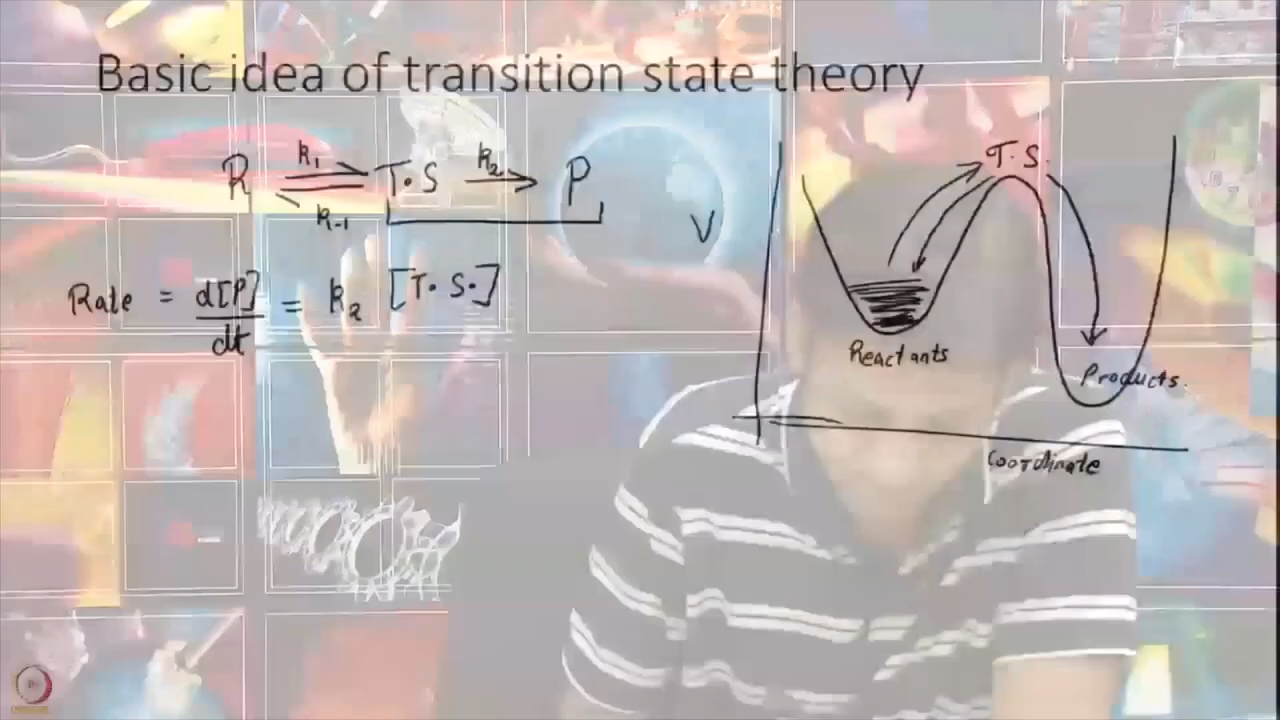 Basic idea of transition state theory
R k₁ ⇌ k₋₁ T.S k₂ → P
Rate = d[P]/dt = k₂ [T.S.]
V
T.S.
Reactants
Products.
Coordinate